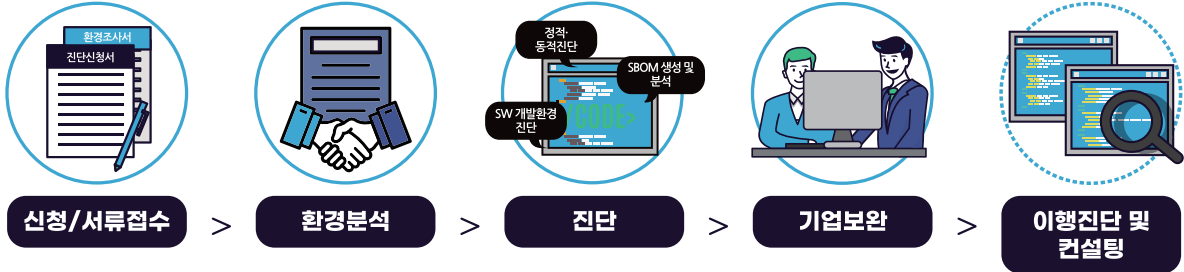 환경조사서
진단신청서
정적·
동적진단
SBOM 생성 및
분석
SW 개발환경
진단
CODE>
신청/서류접수
>
환경분석
>
진단
>
기업보완
>
이행진단 및
컨설팅